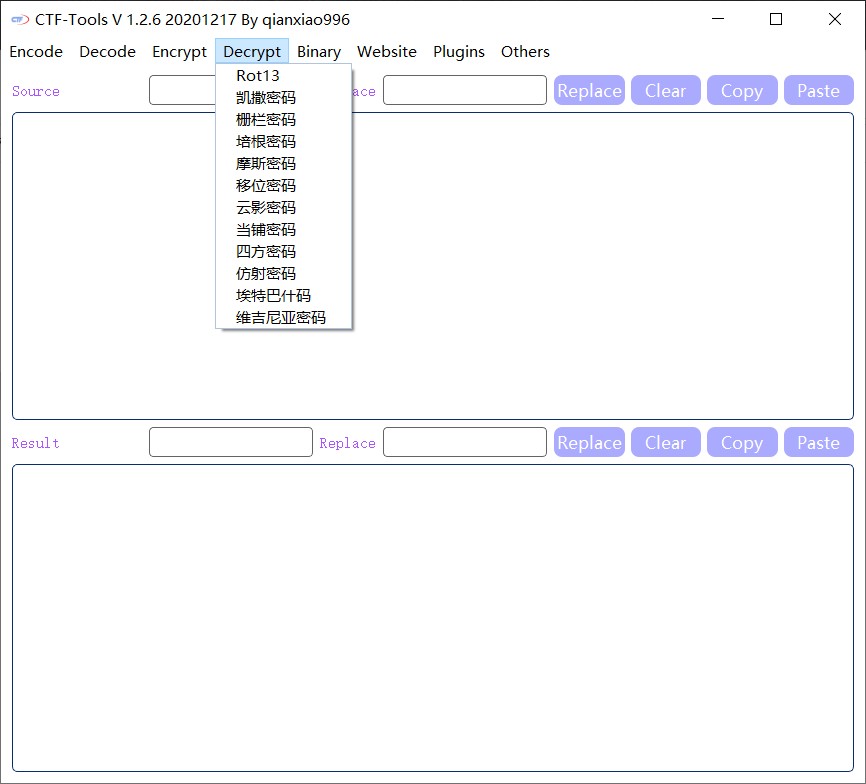 CTF-Tools V 1.2.6 20201217 By qianxiao996
Encode Decode Encrypt Decrypt Binary Website Plugins Others
Source ace Replace Clear Copy Paste
Rot13
凯撒密码
栅栏密码
培根密码
摩斯密码
移位密码
云影密码
当铺密码
四方密码
仿射密码
埃特巴什码
维吉尼亚密码
Result Replace Replace Clear Copy Paste